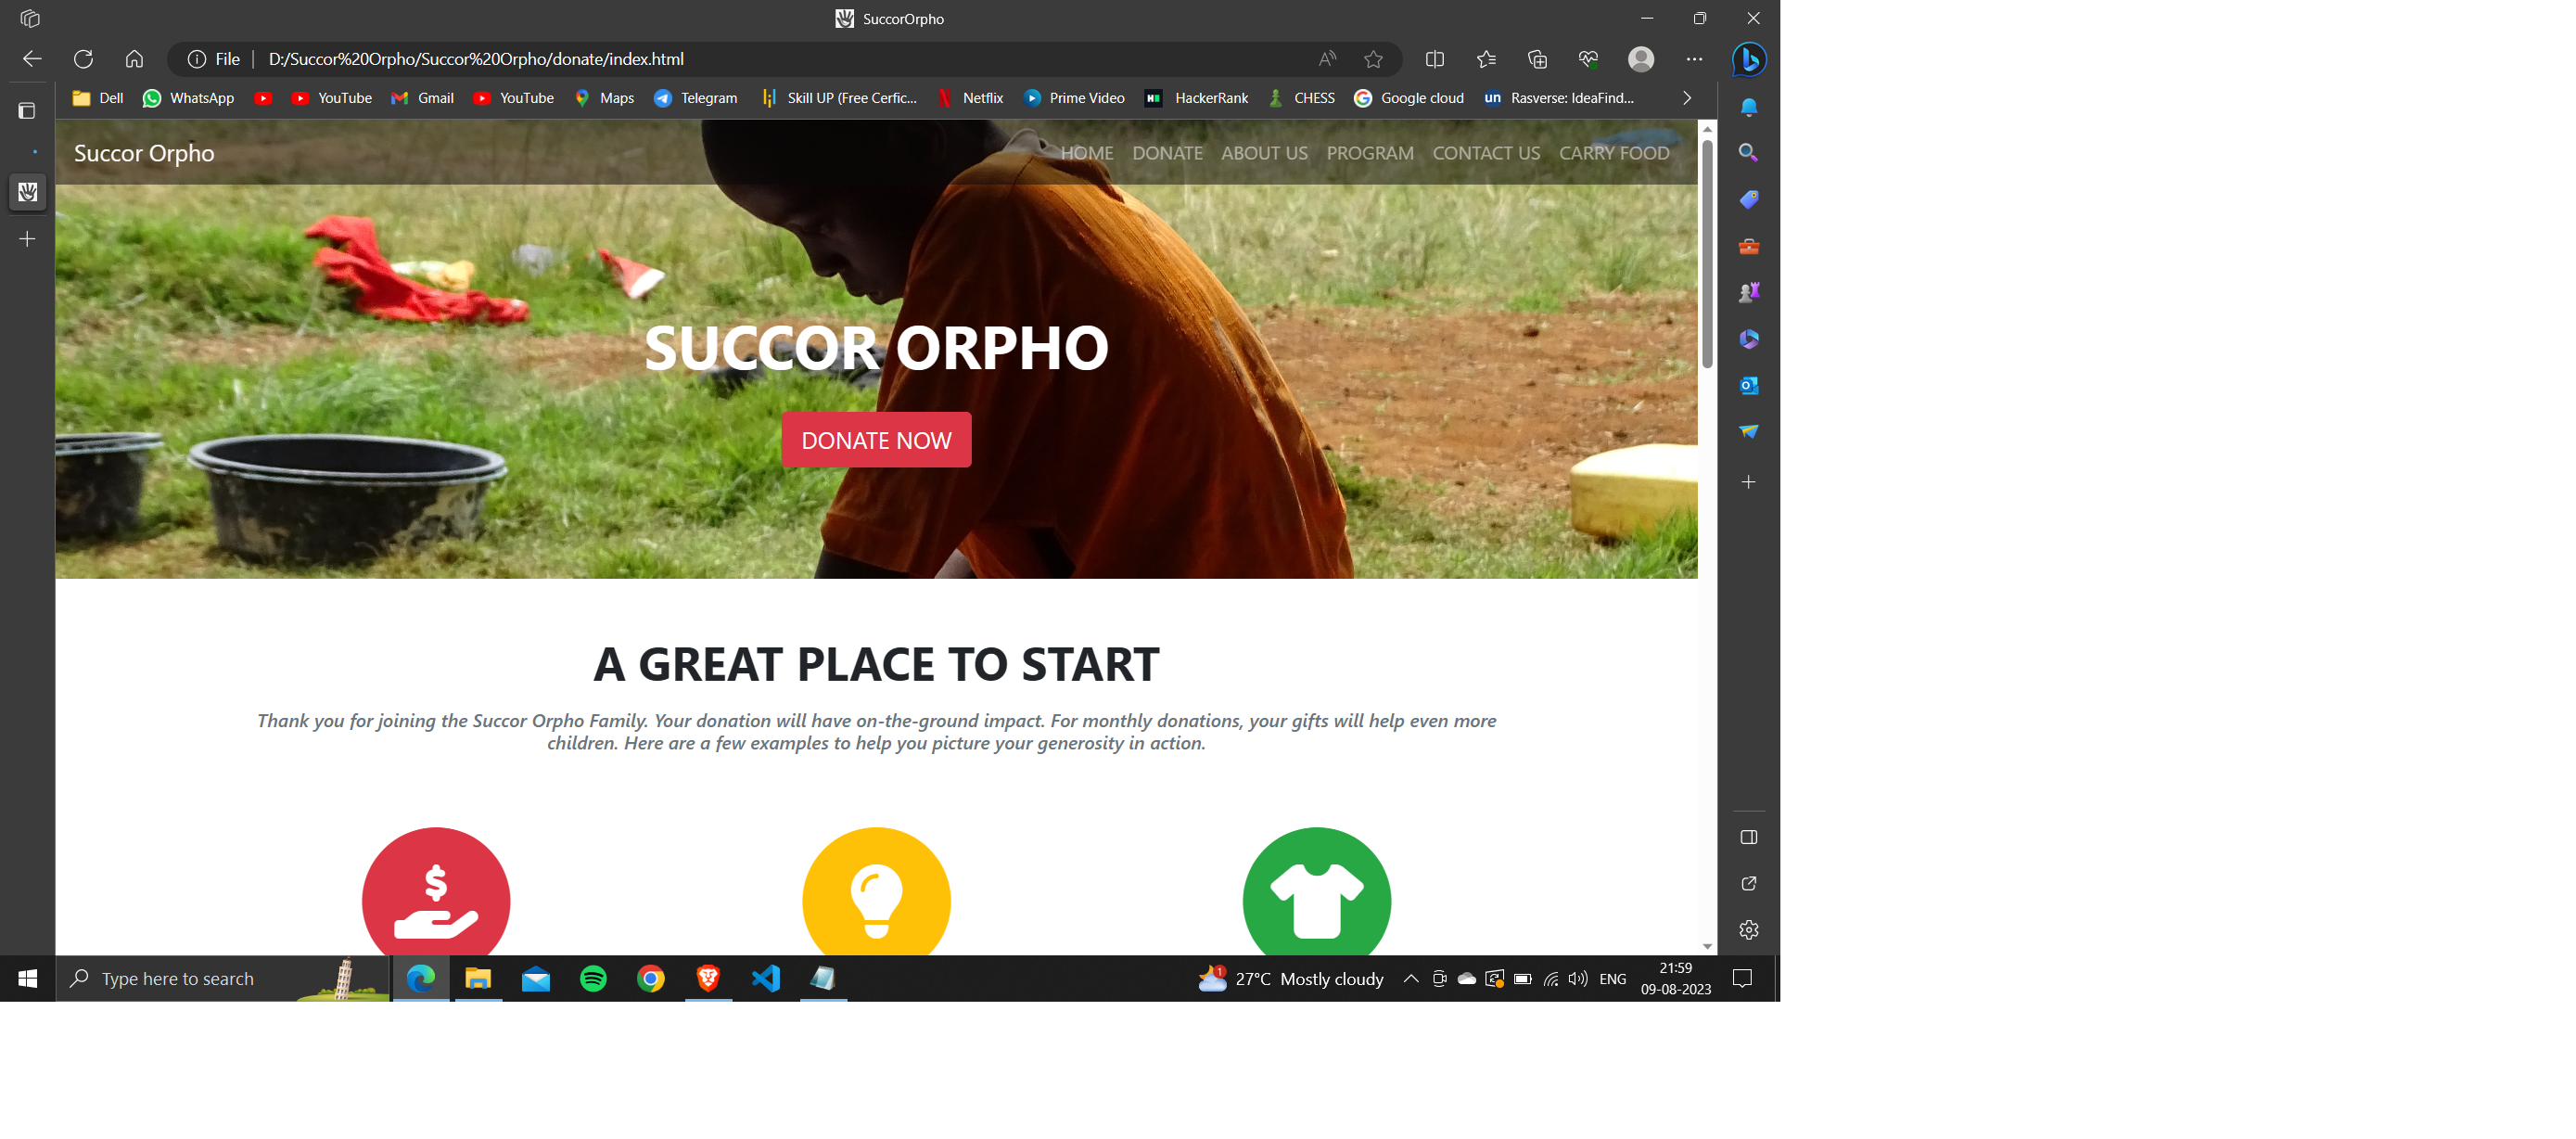 SuccorOrpho
File
D:/Succor%20Orpho/Succor%20Orpho/donate/index.html
Dell WhatsApp YouTube Gmail YouTube Maps Telegram Skill UP (Free Cerfic... Netflix Prime Video HackerRank CHESS Google cloud un Rasverse: IdeaFind...
Succor Orpho
HOME DONATE ABOUT US PROGRAM CONTACT US CARRY FOOD
SUCCOR ORPHO
DONATE NOW
A GREAT PLACE TO START
Thank you for joining the Succor Orpho Family. Your donation will have on-the-ground impact. For monthly donations, your gifts will help even more
children. Here are a few examples to help you picture your generosity in action.
$
Type here to search
1
27°C Mostly cloudy
ENG
21:59
09-08-2023